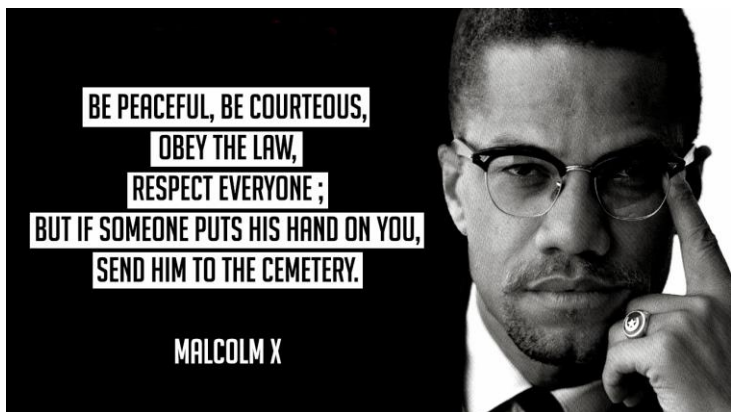 BE PEACEFUL, BE COURTEOUS,
OBEY THE LAW,
RESPECT EVERYONE ;
BUT IF SOMEONE PUTS HIS HAND ON YOU,
SEND HIM TO THE CEMETERY.
MALCOLM X